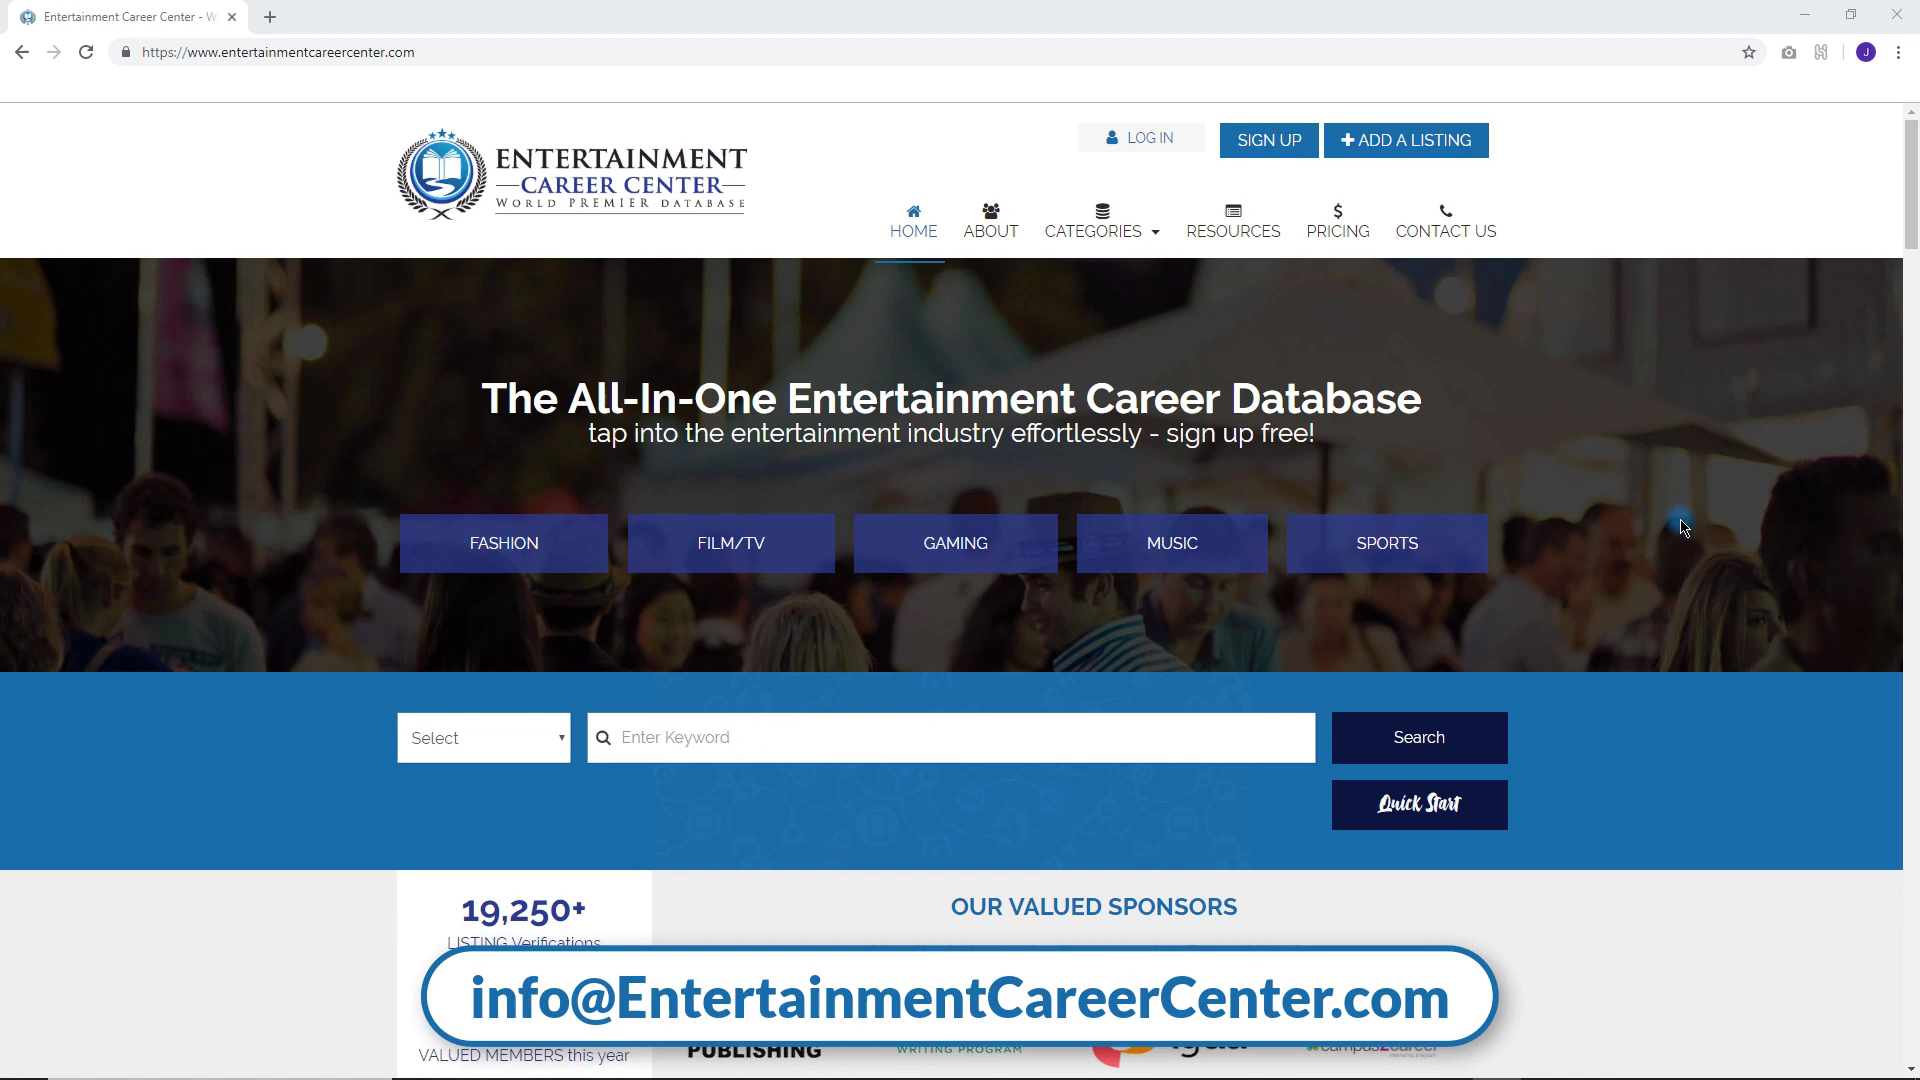 Entertainment Career Center - W
https://www.entertainmentcareercenter.com
J
LOG IN
SIGN UP
ADD A LISTING
ENTERTAINMENT
CAREER CENTER
WORLD PREMIER DATABASE
HOME
ABOUT
CATEGORIES
RESOURCES
PRICING
CONTACT US
The All-In-One Entertainment Career Database
tap into the entertainment industry effortlessly - sign up free!
FASHION
FILM/TV
GAMING
MUSIC
SPORTS
Select
Enter Keyword
Search
Quick Start
19,250+
LISTING Verifications
OUR VALUED SPONSORS
info@EntertainmentCareerCenter.com
VALUED MEMBERS this year
PUBLISHING
WRITING PROGRAM
campus2career